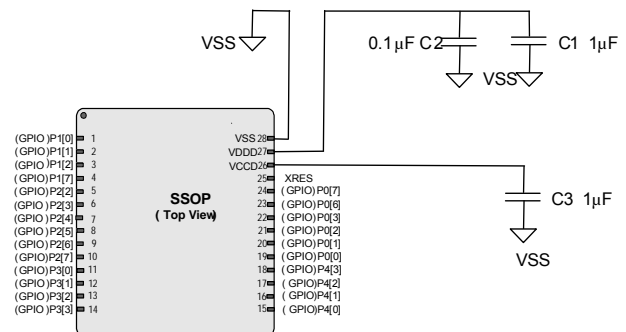 VSS
0.1 µF C2
C1 1µF
VSS
(GPIO )P1[0] 1
(GPIO )P1[1] 2
(GPIO )P1[2] 3
(GPIO )P1[7] 4
(GPIO )P2[2] 5
(GPIO )P2[3] 6
(GPIO )P2[4] 7
(GPIO )P2[5] 8
(GPIO )P2[6] 9
(GPIO)P2[7] 10
(GPIO )P3[0] 11
(GPIO )P3[1] 12
(GPIO )P3[2] 13
(GPIO )P3[3] 14
SSOP
( Top View)
VSS 28
VDDD 27
VCCD 26
25 XRES
24 (GPIO) P0[7]
23 (GPIO) P0[6]
22 (GPIO) P0[3]
21 (GPIO) P0[2]
20 (GPIO) P0[1]
19 (GPIO) P0[0]
18 (GPIO)P4[3]
17 ( GPIO)P4[2]
16 ( GPIO)P4[1]
15 ( GPIO)P4[0]
C3 1µF
VSS